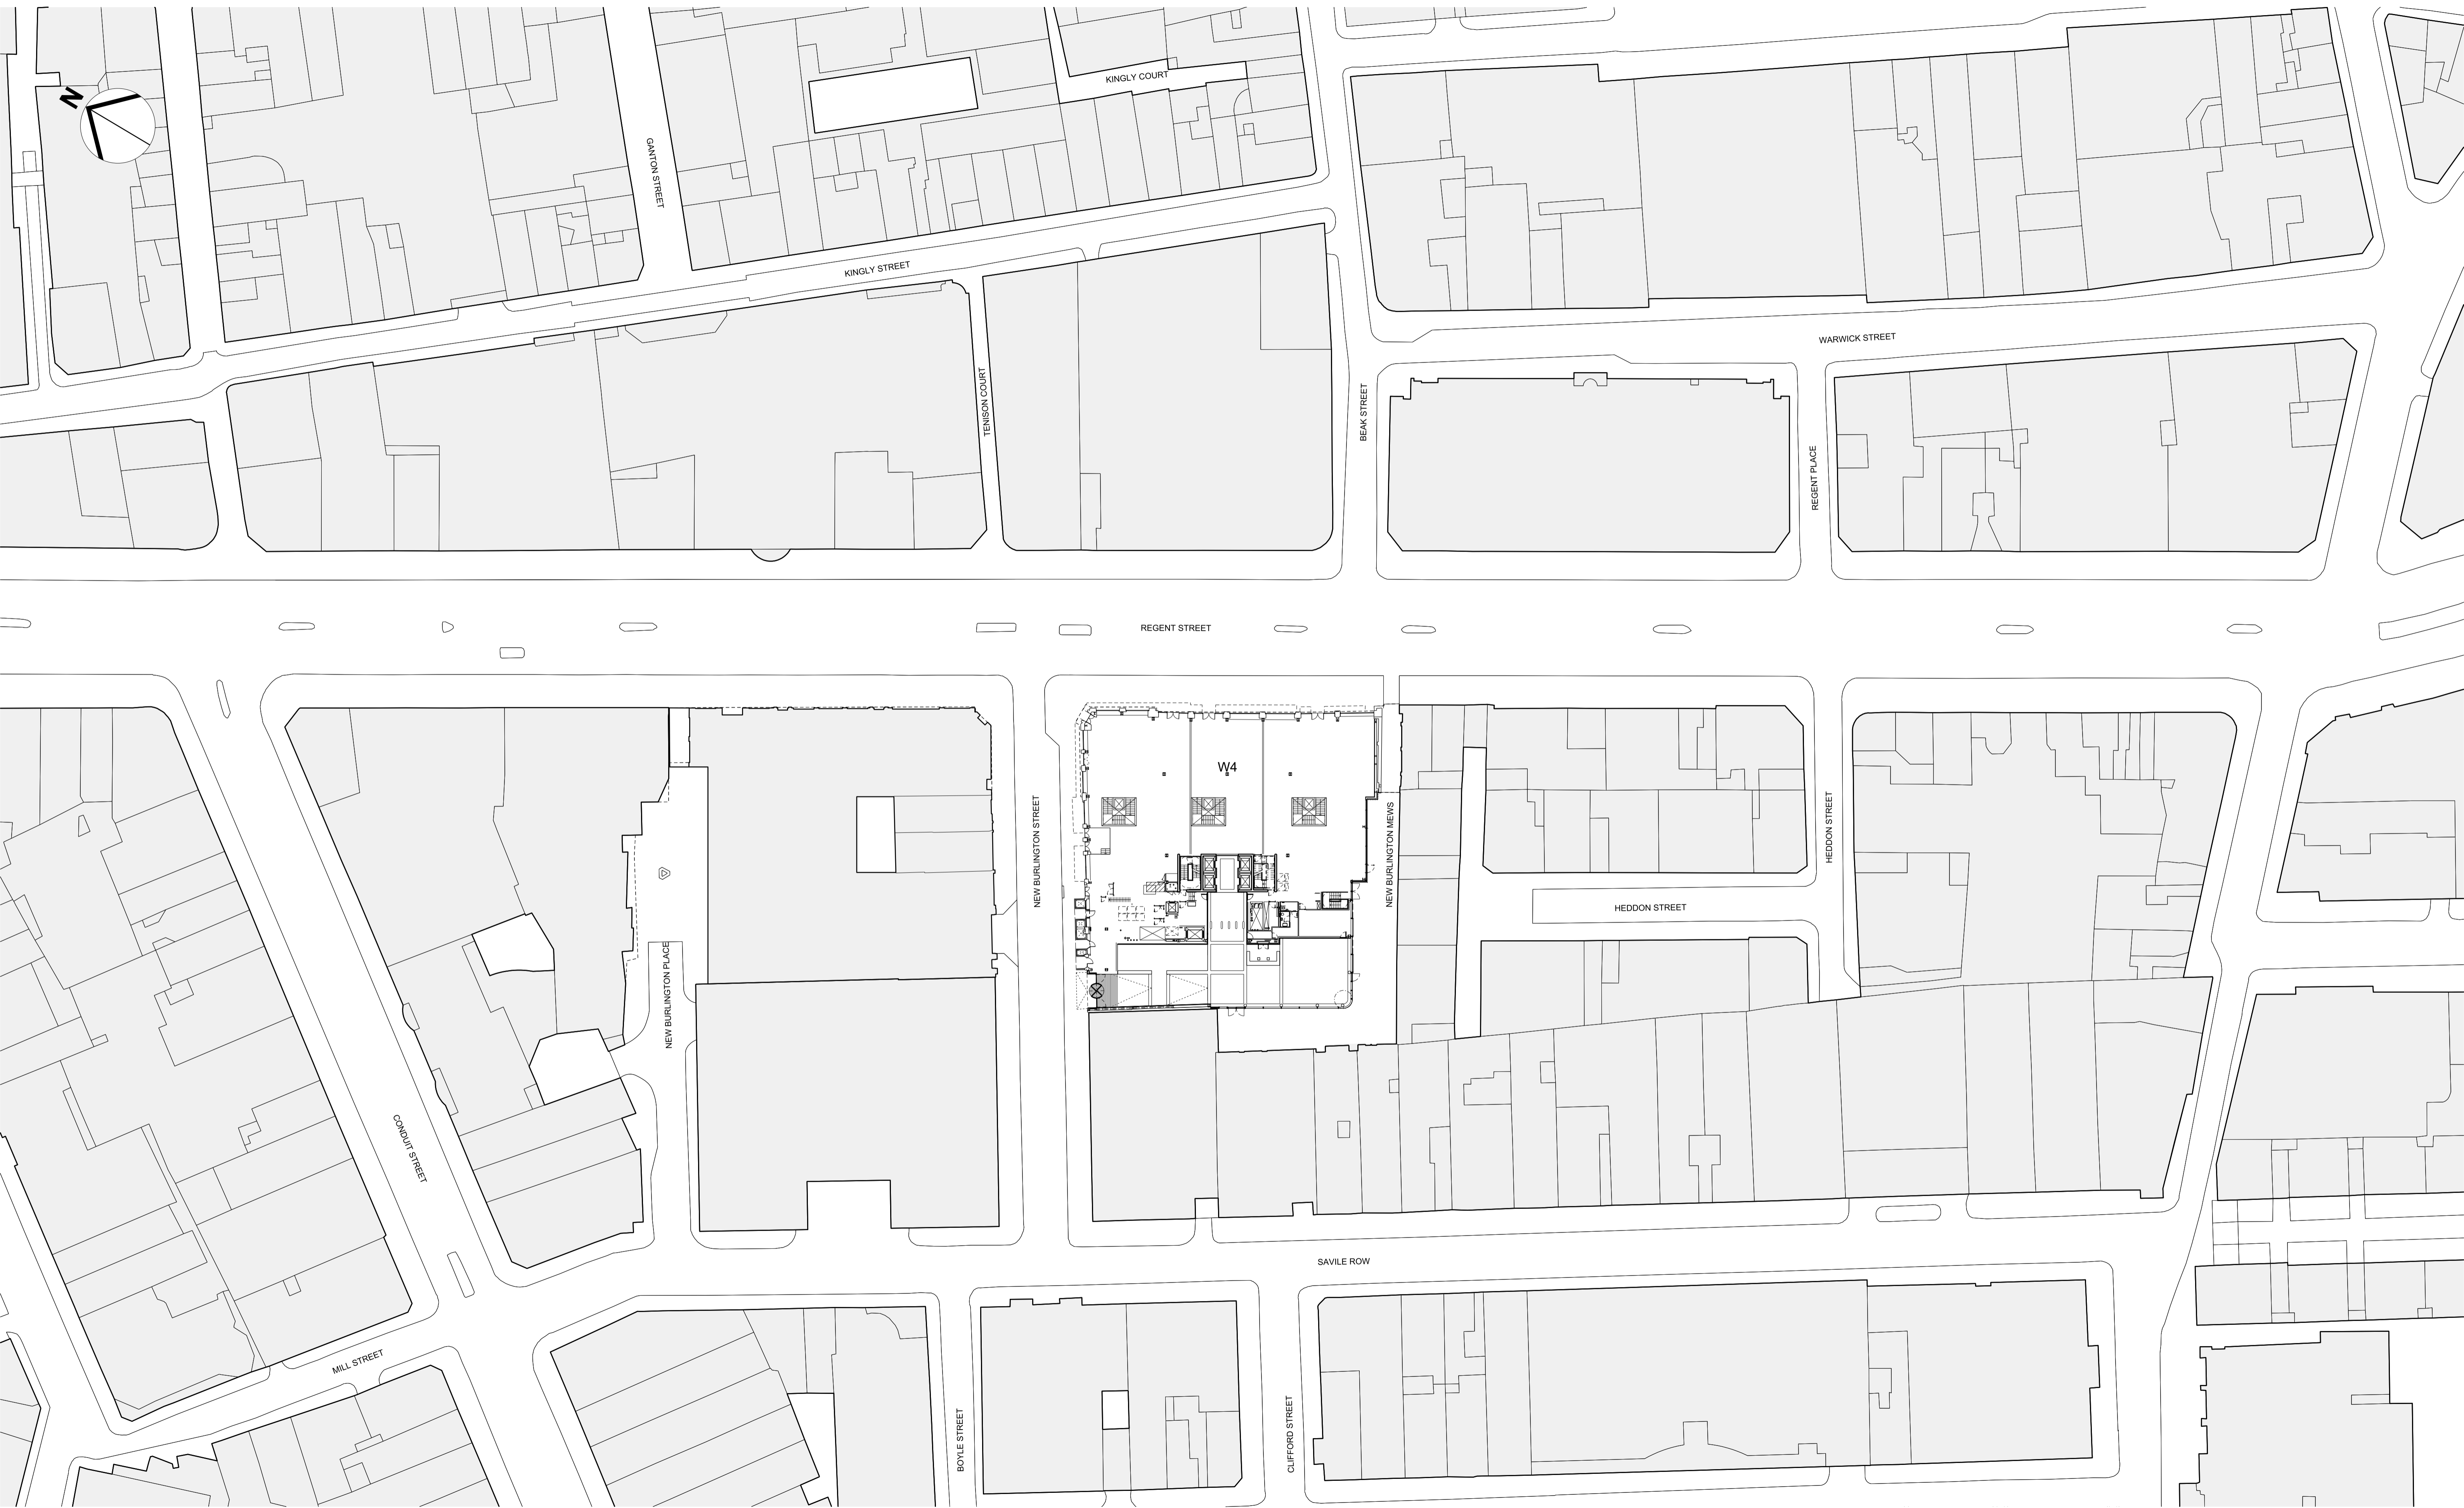 KINGLY COURT
N
GANTON STREET
KINGLY STREET
WARWICK STREET
TENISON COURT
BEAK STREET
REGENT PLACE
REGENT STREET
W4
NEW BURLINGTON STREET
NEW BURLINGTON MEWS
HEDDON STREET
HEDDON STREET
NEW BURLINGTON PLACE
CONDUIT STREET
SAVILE ROW
MILL STREET
BOYLE STREET
CLIFFORD STREET